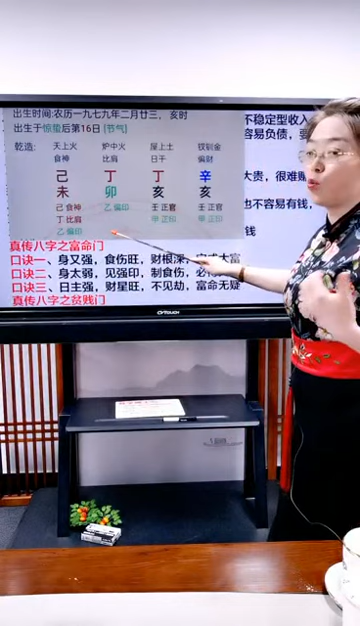 出生时间:农历一九七九年二月廿三， 亥时
出生于惊蛰后第16日 [节气]
乾造: 天上火 炉中火 屋上土 钗钏金
食神 比肩 日干 偏财
己 丁 丁 辛
未 卯 亥 亥
己 食神 乙 偏印 壬 正官 壬 正官
丁 比肩 甲 正印 甲 正印
乙 偏印
不稳定型收入
容易负债，要
大贵，很难
也不容易有钱，
钱
真传八字之富命门
口诀一、身又强，食伤旺，财根深
大富
口诀二、身太弱，见强印，制食伤，必
口诀三、日主强，财星旺，不见劫，富命无疑
真传八字之贫贱门